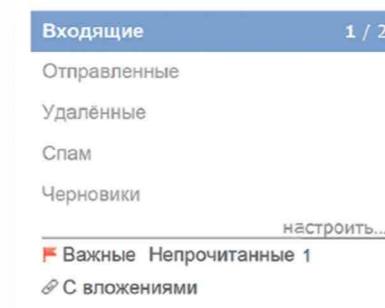 Входящие 1 / 2
Отправленные
Удалённые
Спам
Черновики
настроить...
Важные Непрочитанные 1
С вложениями